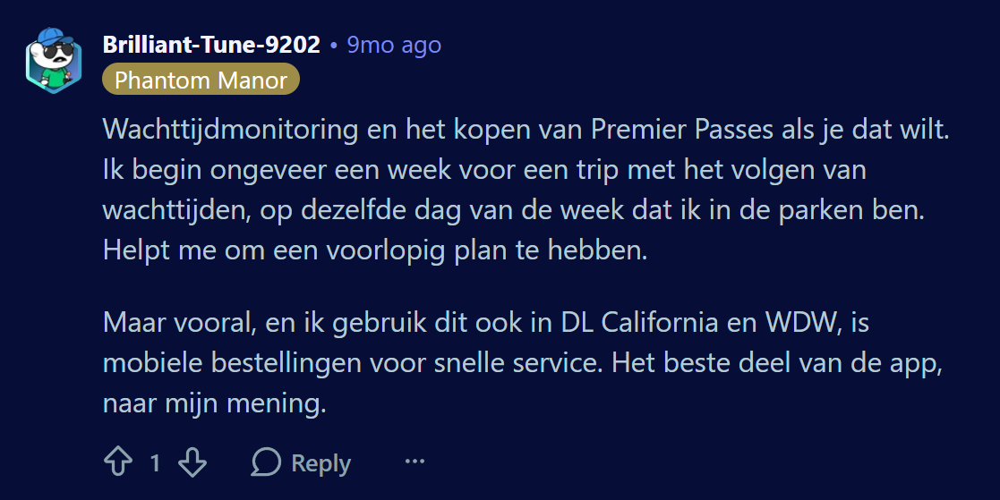 Brilliant-Tune-9202 • 9mo ago
Phantom Manor
Wachttijdmonitoring en het kopen van Premier Passes als je dat wilt.
Ik begin ongeveer een week voor een trip met het volgen van
wachttijden, op dezelfde dag van de week dat ik in de parken ben.
Helpt me om een voorlopig plan te hebben.
Maar vooral, en ik gebruik dit ook in DL California en WDW, is
mobiele bestellingen voor snelle service. Het beste deel van de app,
naar mijn mening.
1 Reply ...